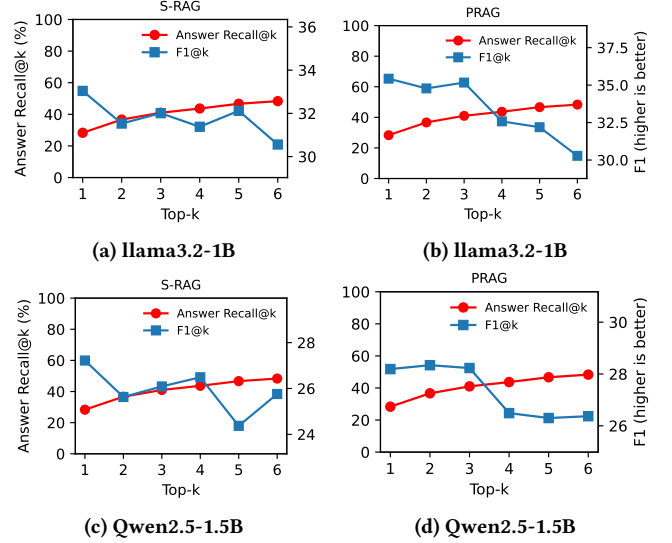 S-RAG
Answer Recall@k (%)
100
80
60
40
20
0
Answer Recall@k
F1@k
36
34
32
30
1 2 3 4 5 6
Top-k
(a) llama3.2-1B
PRAG
100
80
60
40
20
0
Answer Recall@k
F1@k
37.5
35.0
32.5
30.0
F1 (higher is better)
1 2 3 4 5 6
Top-k
(b) llama3.2-1B
S-RAG
Answer Recall@k (%)
100
80
60
40
20
0
Answer Recall@k
F1@k
28
26
24
1 2 3 4 5 6
Top-k
(c) Qwen2.5-1.5B
PRAG
100
80
60
40
20
0
Answer Recall@k
F1@k
30
28
26
F1 (higher is better)
1 2 3 4 5 6
Top-k
(d) Qwen2.5-1.5B